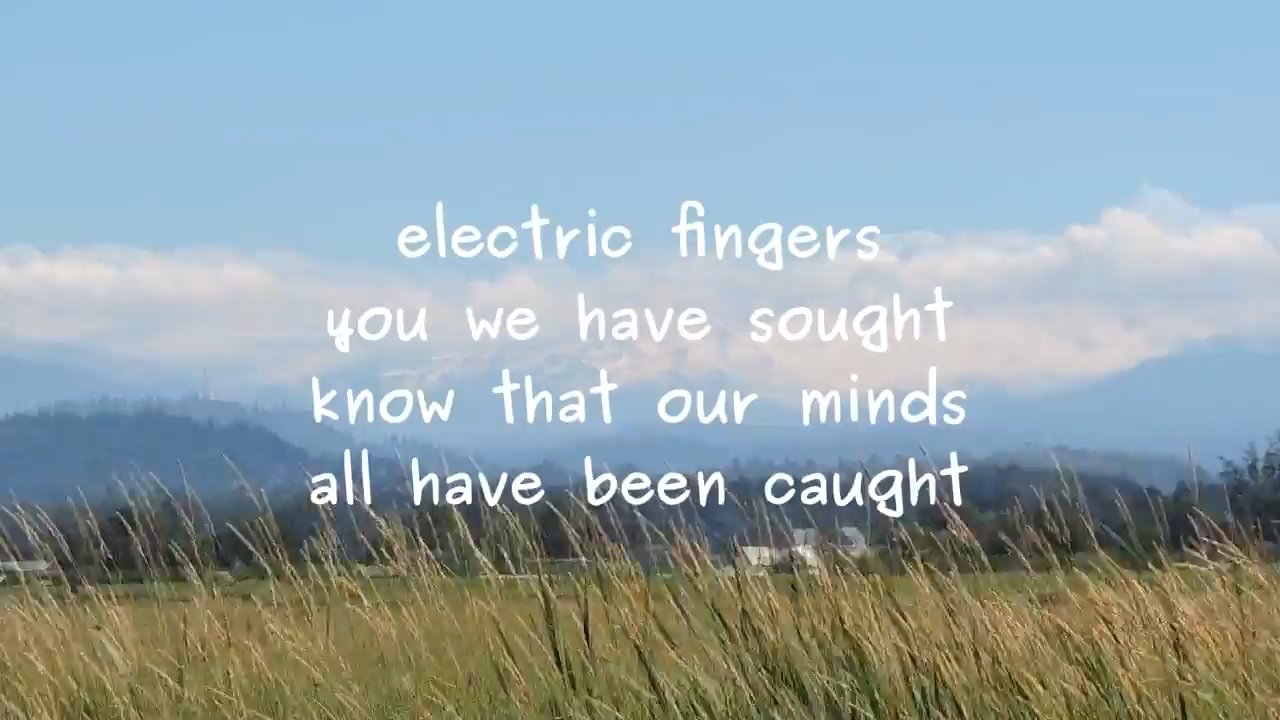 electric fingers
you we have sought
know that our minds
all have been caught